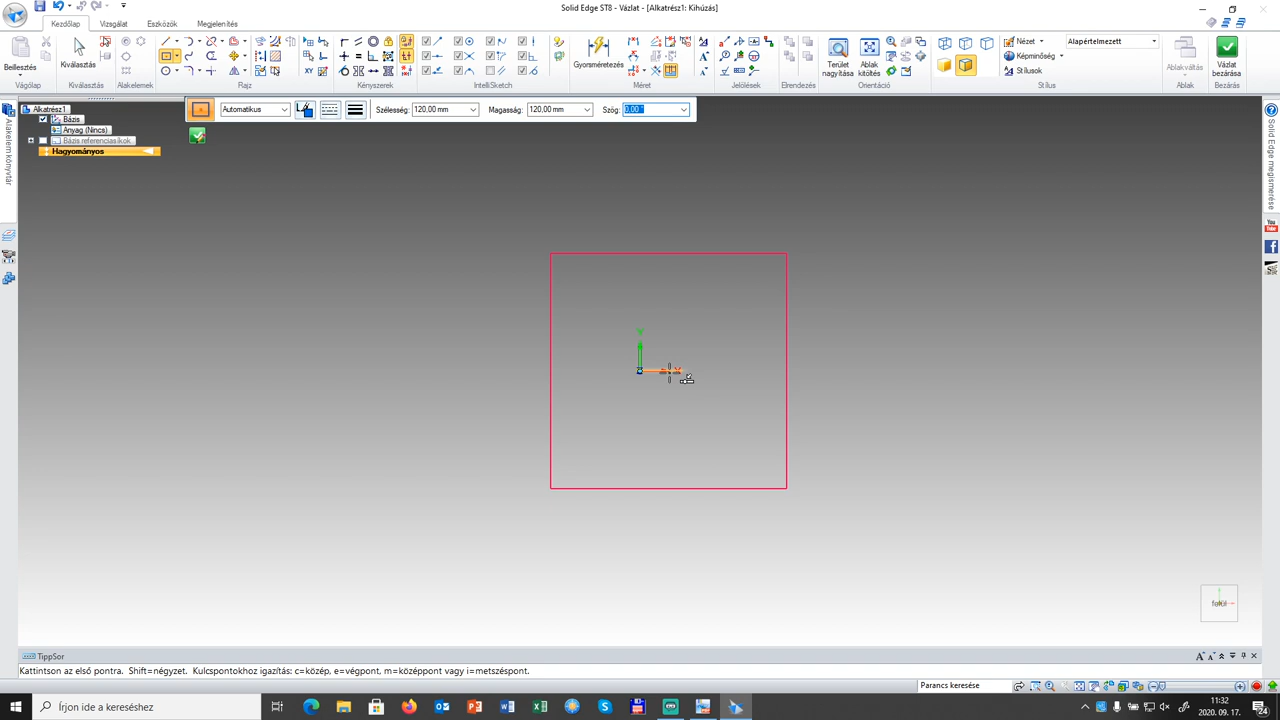 Solid Edge ST8 - Vázlat - [Alkatrész1: Kihúzás]
Kezdőlap Vizsgálat Eszközök Megjelenítés
Beillesztés
Kiválasztás
Gyorsméretezés
Terület nagyítása
Ablak kitöltés
Nézet
Képminőség
Stílusok
Alapértelmezett
Ablakváltás
Vázlat bezárása
Vágólap Kiválasztás Alakelemek Rajz Kényszerek IntelliSketch Méret Jelölések Elrendezés Orientáció Stílus Ablak Bezárás
Automatikus Szélesség: 120,00 mm Magasság: 120,00 mm Szög: 0,00 °
Alkatrész1
Bázis
Anyag (Nincs)
Bázis referenciasíkok
Hagyományos
Alakelem könyvtár
Solid Edge megismerése
You Tube
felül
TippSor
Kattintson az első pontra. Shift=négyzet. Kulcspontokhoz igazítás: c=közép, e=végpont, m=középpont vagy i=metszéspont.
Parancs keresése
Írjon ide a kereséshez
11:32
2020. 09. 17.
24